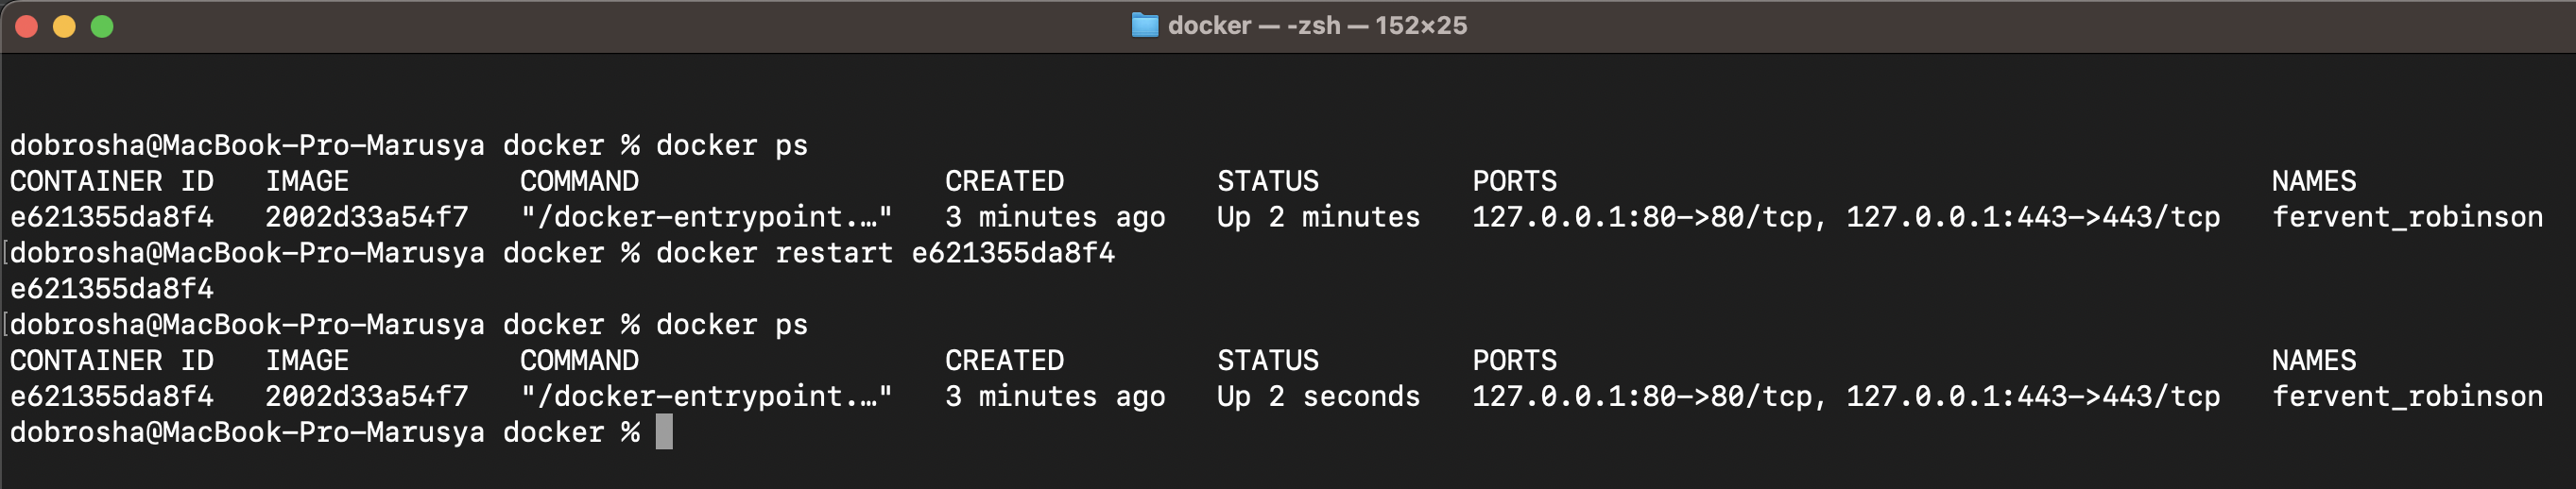 docker — -zsh — 152×25
dobrosha@MacBook-Pro-Marusya docker % docker ps
CONTAINER ID   IMAGE          COMMAND                  CREATED         STATUS         PORTS                                           NAMES
e621355da8f4   2002d33a54f7   "/docker-entrypoint.…"   3 minutes ago   Up 2 minutes   127.0.0.1:80->80/tcp, 127.0.0.1:443->443/tcp   fervent_robinson
[dobrosha@MacBook-Pro-Marusya docker % docker restart e621355da8f4
e621355da8f4
[dobrosha@MacBook-Pro-Marusya docker % docker ps
CONTAINER ID   IMAGE          COMMAND                  CREATED         STATUS         PORTS                                           NAMES
e621355da8f4   2002d33a54f7   "/docker-entrypoint.…"   3 minutes ago   Up 2 seconds   127.0.0.1:80->80/tcp, 127.0.0.1:443->443/tcp   fervent_robinson
dobrosha@MacBook-Pro-Marusya docker %